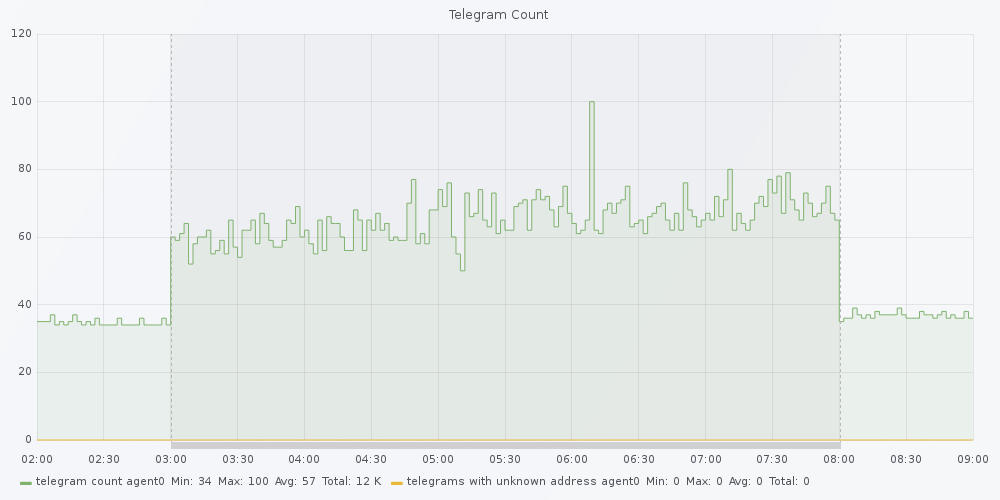 Telegram Count
120
100
80
60
40
20
0
02:00 02:30 03:00 03:30 04:00 04:30 05:00 05:30 06:00 06:30 07:00 07:30 08:00 08:30 09:00
telegram count agent0 Min: 34 Max: 100 Avg: 57 Total: 12 K telegrams with unknown address agent0 Min: 0 Max: 0 Avg: 0 Total: 0